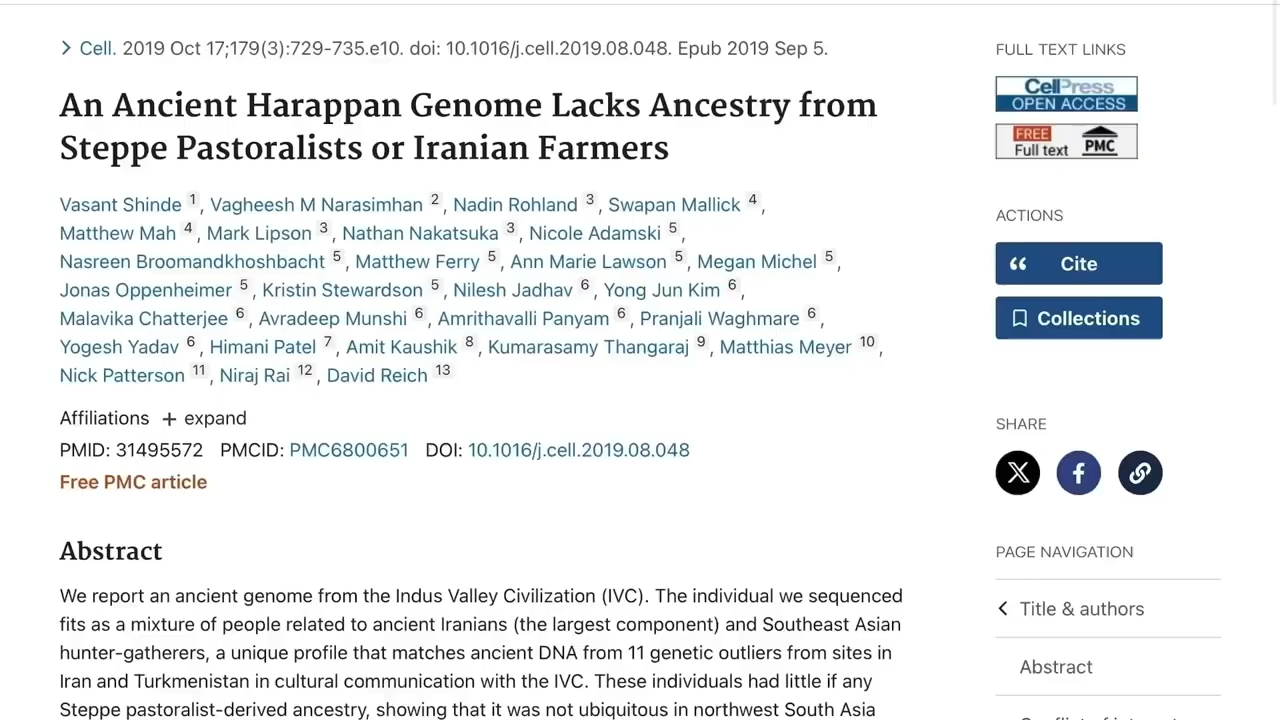 > Cell. 2019 Oct 17;179(3):729-735.e10. doi: 10.1016/j.cell.2019.08.048. Epub 2019 Sep 5.
An Ancient Harappan Genome Lacks Ancestry from
Steppe Pastoralists or Iranian Farmers
Vasant Shinde 1, Vagheesh M Narasimhan 2, Nadin Rohland 3, Swapan Mallick 4,
Matthew Mah 4, Mark Lipson 3, Nathan Nakatsuka 3, Nicole Adamski 5,
Nasreen Broomandkhoshbacht 5, Matthew Ferry 5, Ann Marie Lawson 5, Megan Michel 5,
Jonas Oppenheimer 5, Kristin Stewardson 5, Nilesh Jadhav 6, Yong Jun Kim 6,
Malavika Chatterjee 6, Avradeep Munshi 6, Amrithavalli Panyam 6, Pranjali Waghmare 6,
Yogesh Yadav 6, Himani Patel 7, Amit Kaushik 8, Kumarasamy Thangaraj 9, Matthias Meyer 10,
Nick Patterson 11, Niraj Rai 12, David Reich 13
Affiliations + expand
PMID: 31495572 PMCID: PMC6800651 DOI: 10.1016/j.cell.2019.08.048
Free PMC article
Abstract
We report an ancient genome from the Indus Valley Civilization (IVC). The individual we sequenced
fits as a mixture of people related to ancient Iranians (the largest component) and Southeast Asian
hunter-gatherers, a unique profile that matches ancient DNA from 11 genetic outliers from sites in
Iran and Turkmenistan in cultural communication with the IVC. These individuals had little if any
Steppe pastoralist-derived ancestry, showing that it was not ubiquitous in northwest South Asia
FULL TEXT LINKS
CellPress
OPEN ACCESS
FREE
Full text PMC
ACTIONS
Cite
Collections
SHARE
PAGE NAVIGATION
Title & authors
Abstract